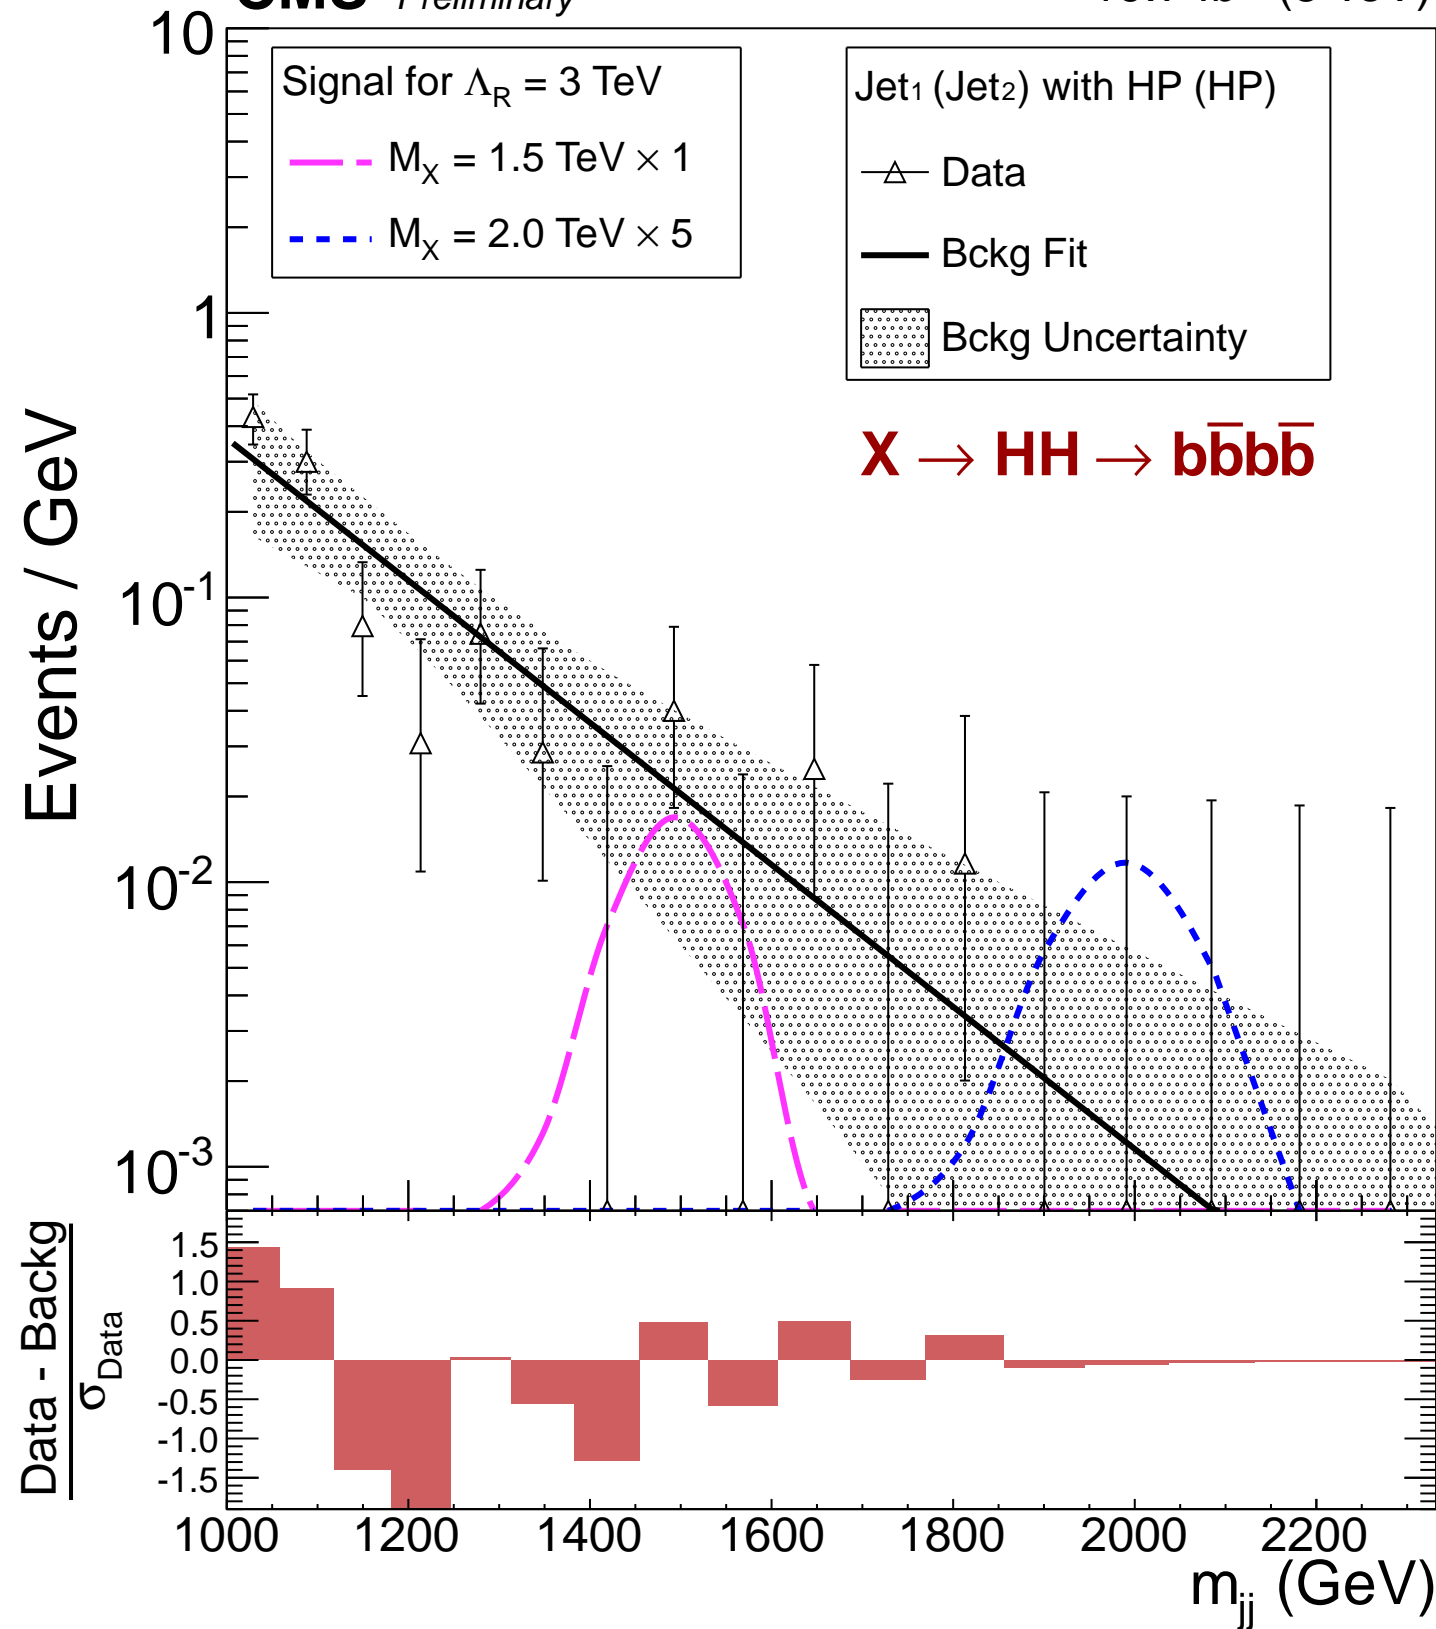 CMS Preliminary
10
Signal for Λ_R = 3 TeV
M_X = 1.5 TeV × 1
M_X = 2.0 TeV × 5
Jet1 (Jet2) with HP (HP)
Data
Bckg Fit
Bckg Uncertainty
X → HH → bb̅bb̅
1
10^-1
10^-2
10^-3
Events / GeV
1.5
1.0
0.5
0.0
-0.5
-1.0
-1.5
Data - Backg
σ_Data
1000 1200 1400 1600 1800 2000 2200
m_jj (GeV)